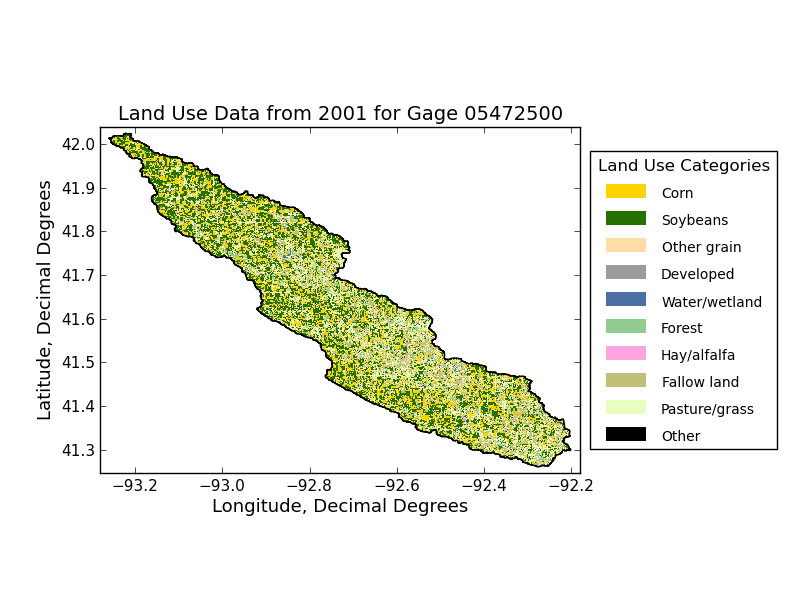 Land Use Data from 2001 for Gage 05472500
Land Use Categories
Corn
Soybeans
Other grain
Developed
Water/wetland
Forest
Hay/alfalfa
Fallow land
Pasture/grass
Other
Latitude, Decimal Degrees
42.0
41.9
41.8
41.7
41.6
41.5
41.4
41.3
−93.2 −93.0 −92.8 −92.6 −92.4 −92.2
Longitude, Decimal Degrees